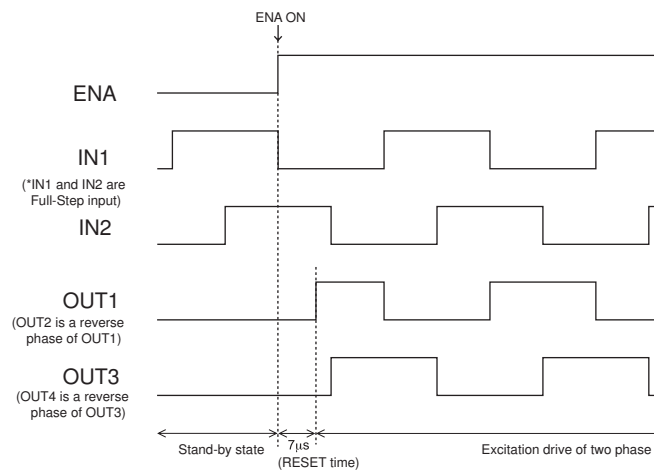 ENA ON
ENA
IN1
(*IN1 and IN2 are
Full-Step input)
IN2
OUT1
(OUT2 is a reverse
phase of OUT1)
OUT3
(OUT4 is a reverse
phase of OUT3)
Stand-by state
7μs
(RESET time)
Excitation drive of two phase